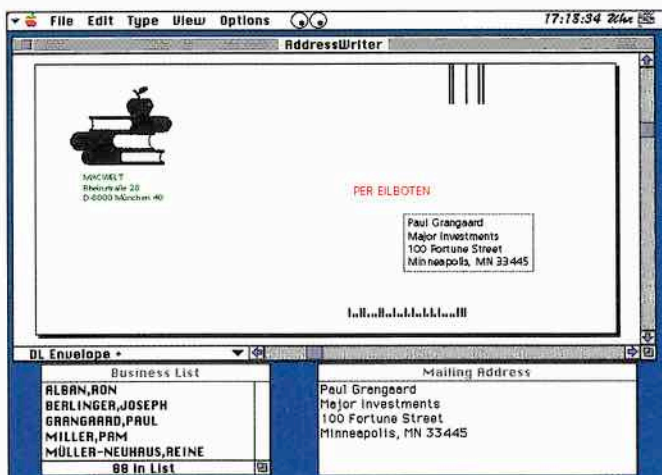 File Edit Type View Options 17:18:34 Uhr
AddressWriter
MACWELT
Rheinstraße 28
D-8000 München 40
PER EILBOTEN
Paul Grangaard
Major Investments
100 Fortune Street
Minneapolis, MN 33445
DL Envelope +
Business List
ALBAN,RON
BERLINGER,JOSEPH
GRANGAARD,PAUL
MILLER,PAM
MÜLLER-NEUHAUS,REINE
88 in List
Mailing Address
Paul Grangaard
Major Investments
100 Fortune Street
Minneapolis, MN 33445